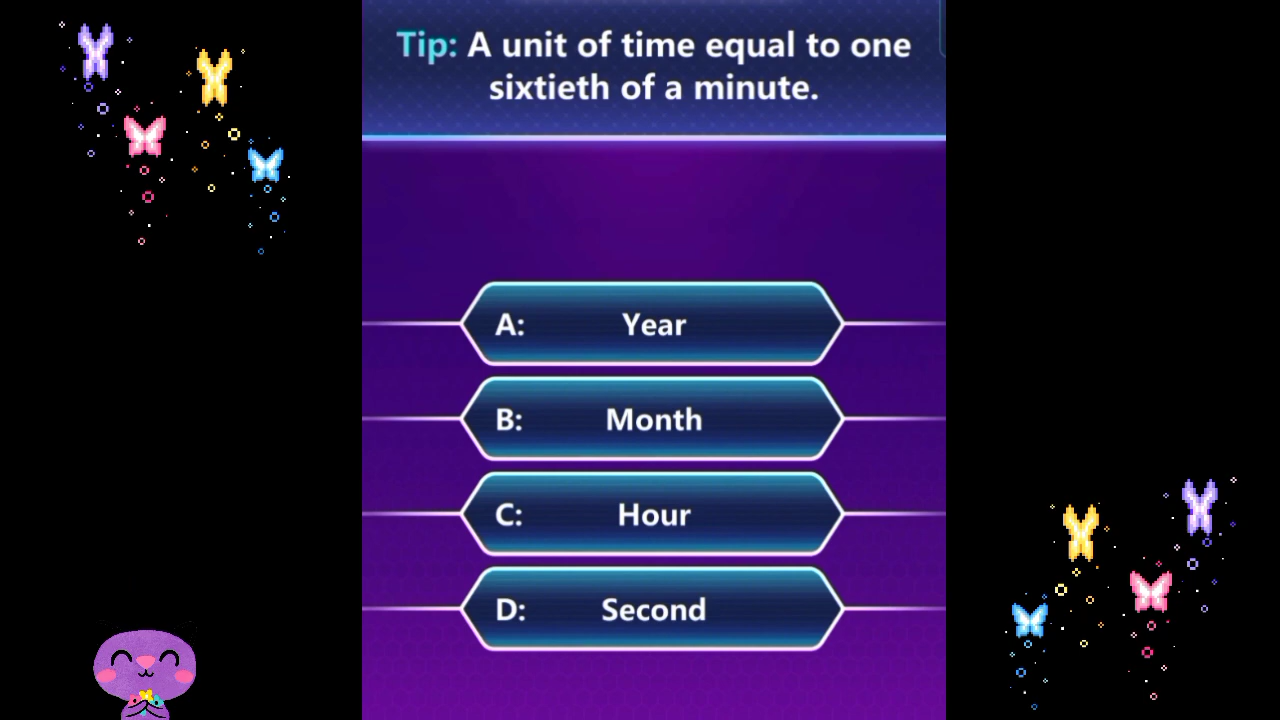 Tip: A unit of time equal to one
sixtieth of a minute.
A: Year
B: Month
C: Hour
D: Second